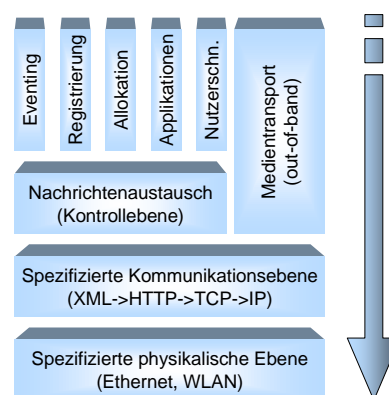 Eventing
Registrierung
Allokation
Applikationen
Nutzerschn.
Medientransport
(out-of-band)
Nachrichtenaustausch
(Kontrollebene)
Spezifizierte Kommunikationsebene
(XML->HTTP->TCP->IP)
Spezifizierte physikalische Ebene
(Ethernet, WLAN)